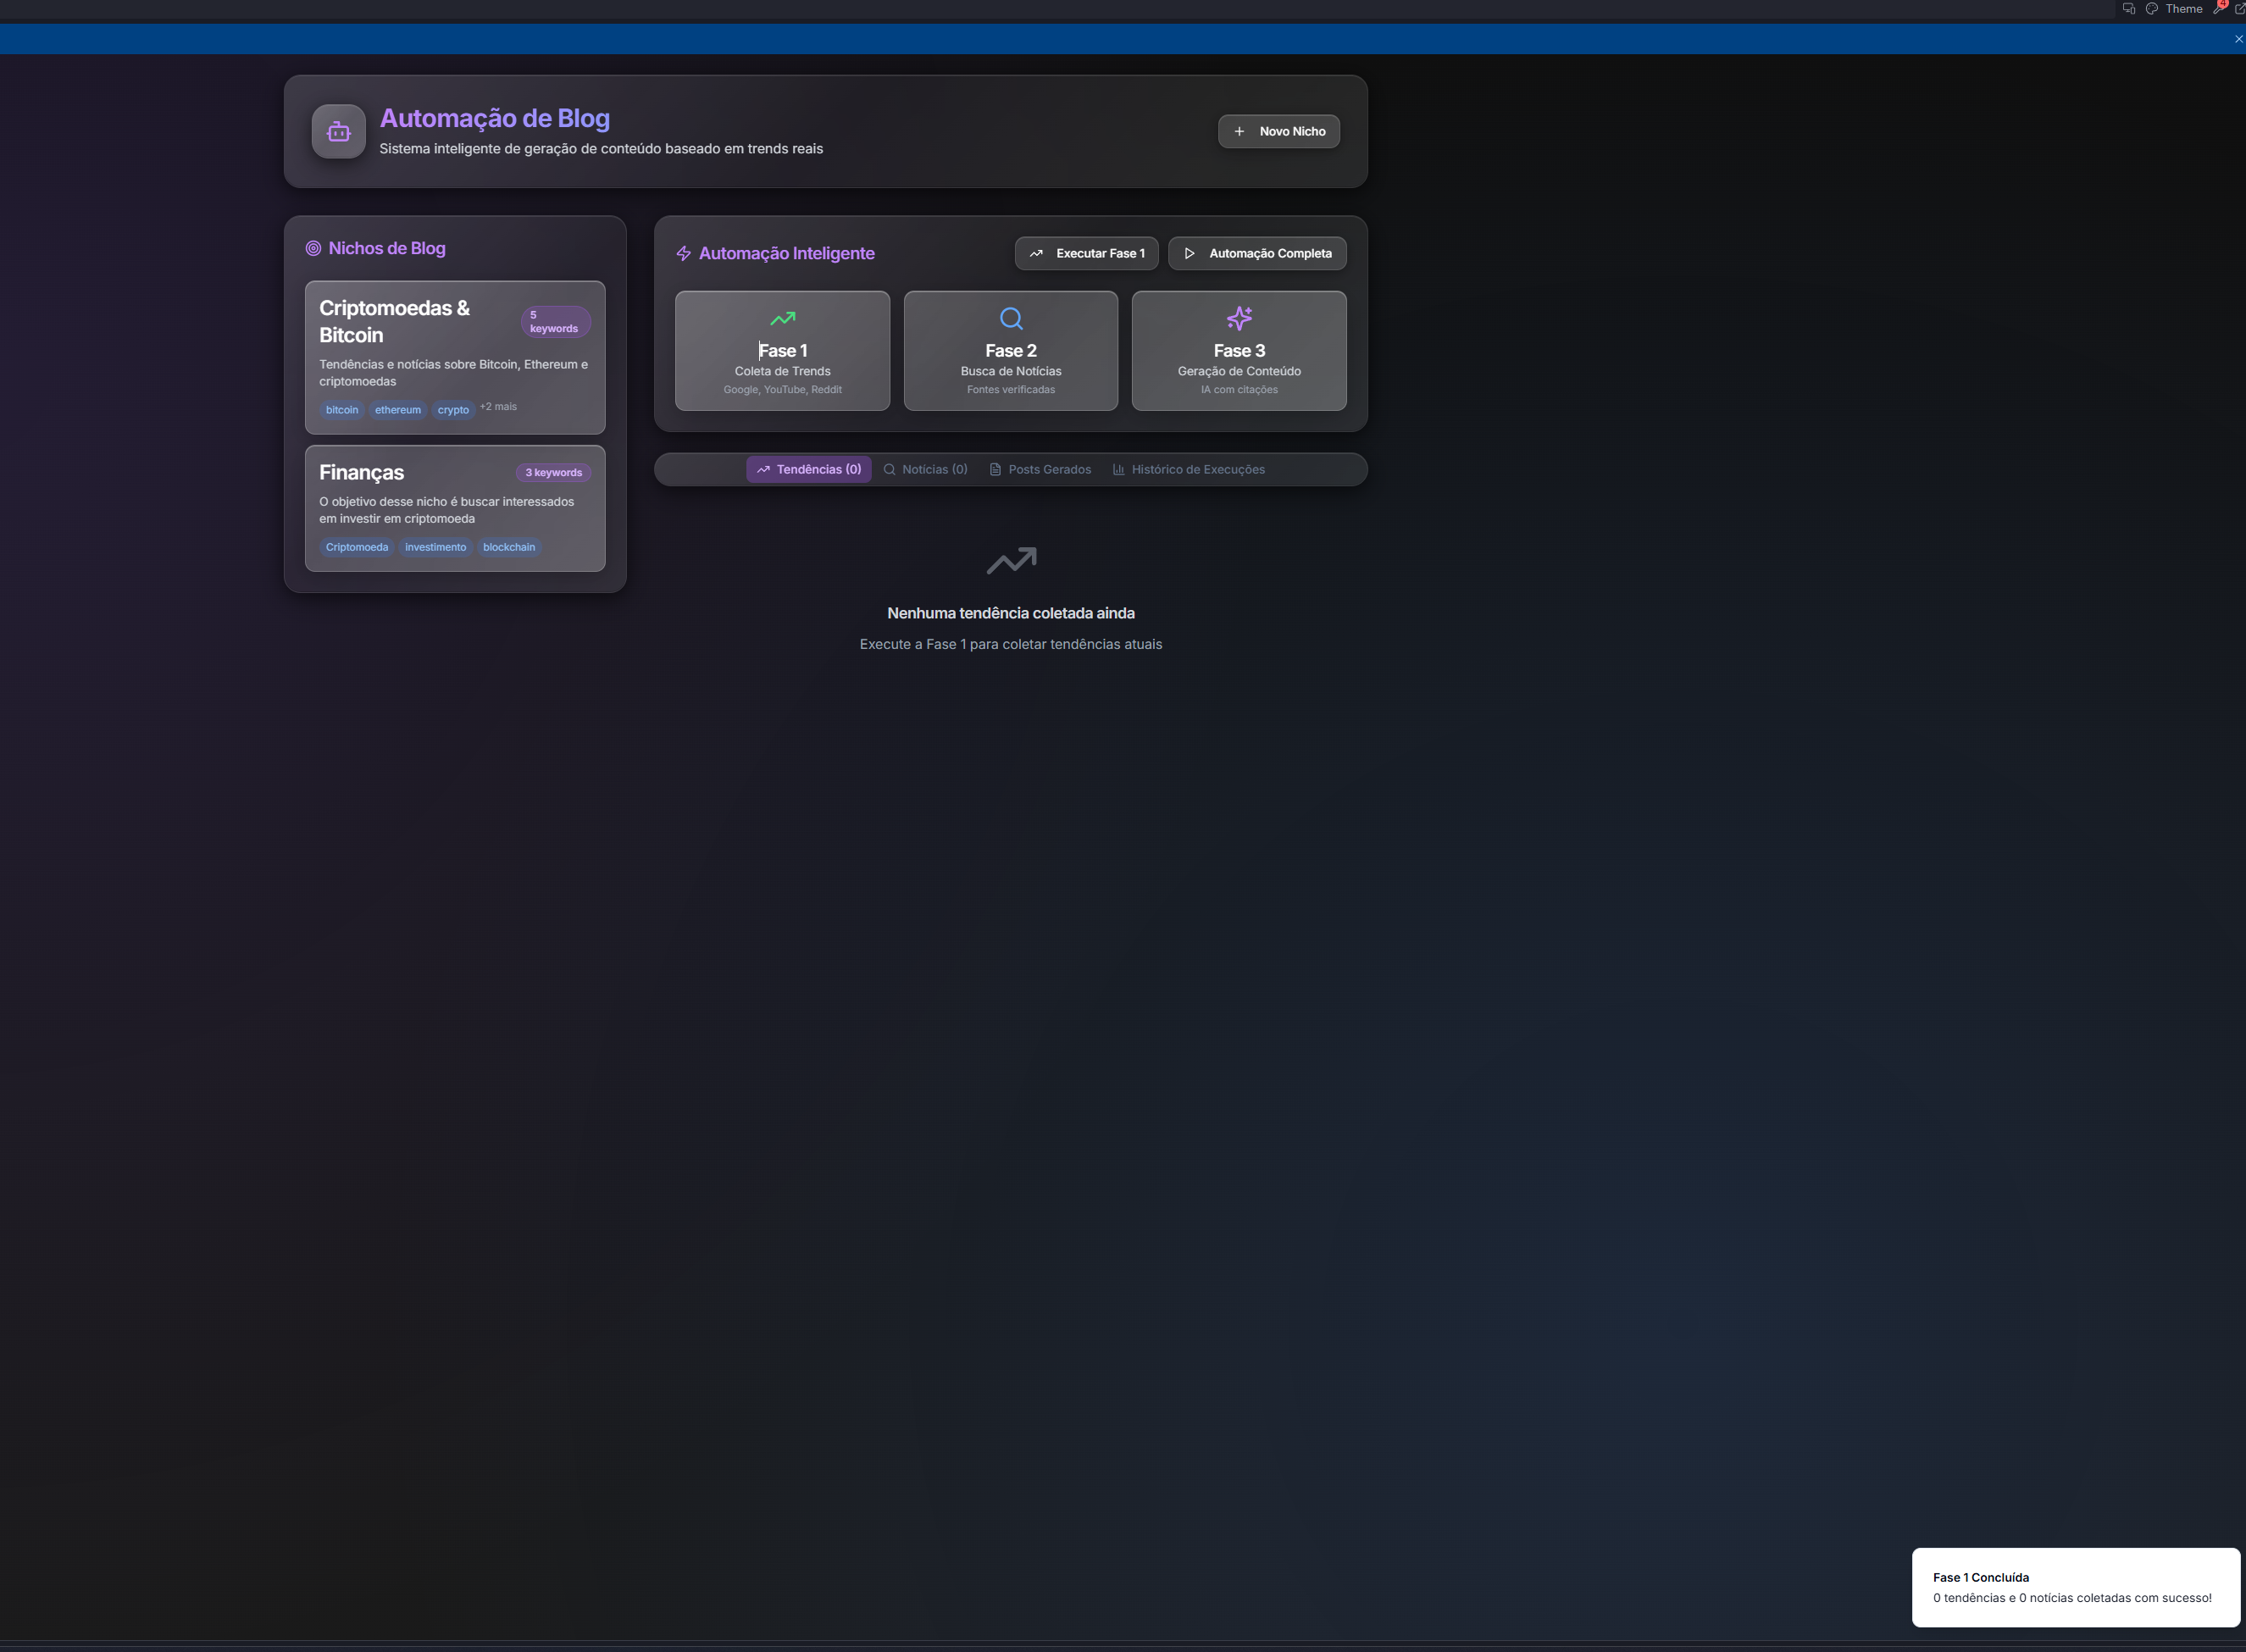 Theme
4
Automação de Blog
Sistema inteligente de geração de conteúdo baseado em trends reais
Novo Nicho
Nichos de Blog
Criptomoedas &
Bitcoin
5
keywords
Tendências e notícias sobre Bitcoin, Ethereum e
criptomoedas
bitcoin ethereum crypto +2 mais
Finanças
3 keywords
O objetivo desse nicho é buscar interessados
em investir em criptomoeda
Criptomoeda investimento blockchain
Automação Inteligente
Executar Fase 1
Automação Completa
Fase 1
Coleta de Trends
Google, YouTube, Reddit
Fase 2
Busca de Notícias
Fontes verificadas
Fase 3
Geração de Conteúdo
IA com citações
Tendências (0) Notícias (0) Posts Gerados Histórico de Execuções
Nenhuma tendência coletada ainda
Execute a Fase 1 para coletar tendências atuais
Fase 1 Concluída
0 tendências e 0 notícias coletadas com sucesso!